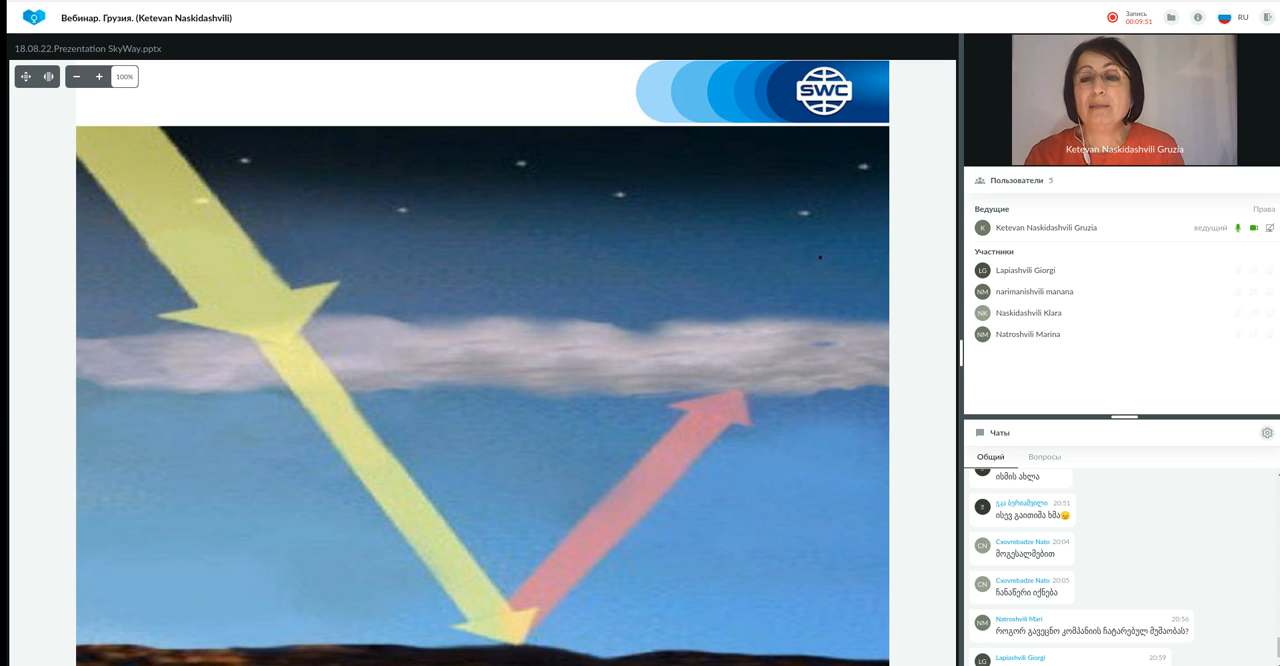 Вебинар. Грузия. (Ketevan Naskidashvili)
Запись
00:09:51
RU
18.08.22.Prezentation SkyWay.pptx
100%
SWC
Ketevan Naskidashvili Gruzia
Пользователи 5
Ведущие Права
K Ketevan Naskidashvili Gruzia ведущий
Участники
LG Lapiashvili Giorgi
NM narimanishvili manana
NK Naskidashvili Klara
NM Natroshvili Marina
Чаты
Общий Вопросы
ისმის ახლა
ეკა ბურიაშვილი 20:51
ისევ გაითიშა ხმა😞
Cxovrebadze Nato 20:04
CN მოგესალმებით
Cxovrebadze Nato 20:05
CN ჩანაწერი იქნება
Natroshvili Mari 20:56
NM როგორ გავეცნო კომპანიის ჩატარებულ მუშაობას?
Lapiashvili Giorgi 20:59
LG